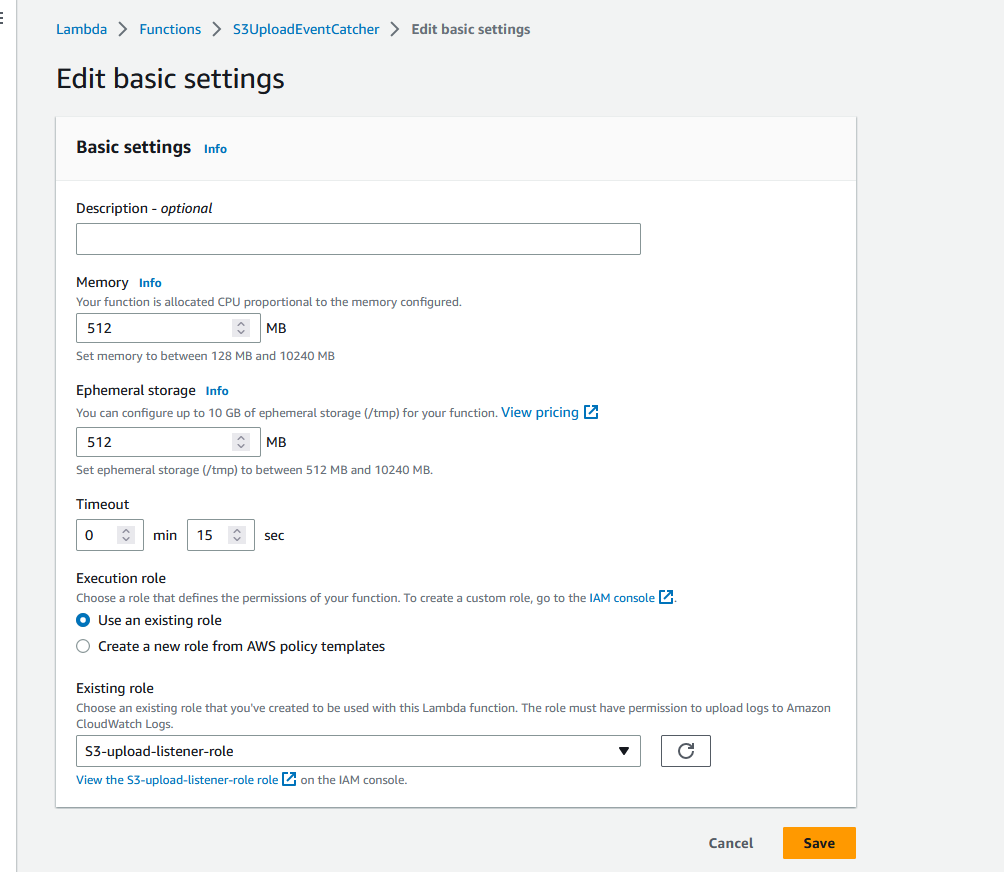 Lambda > Functions > S3UploadEventCatcher > Edit basic settings
Edit basic settings
Basic settings Info
Description - optional
Memory Info
Your function is allocated CPU proportional to the memory configured.
512 MB
Set memory to between 128 MB and 10240 MB
Ephemeral storage Info
You can configure up to 10 GB of ephemeral storage (/tmp) for your function. View pricing
512 MB
Set ephemeral storage (/tmp) to between 512 MB and 10240 MB.
Timeout
0 min 15 sec
Execution role
Choose a role that defines the permissions of your function. To create a custom role, go to the IAM console.
Use an existing role
Create a new role from AWS policy templates
Existing role
Choose an existing role that you've created to be used with this Lambda function. The role must have permission to upload logs to Amazon
CloudWatch Logs.
S3-upload-listener-role
View the S3-upload-listener-role role on the IAM console.
Cancel Save